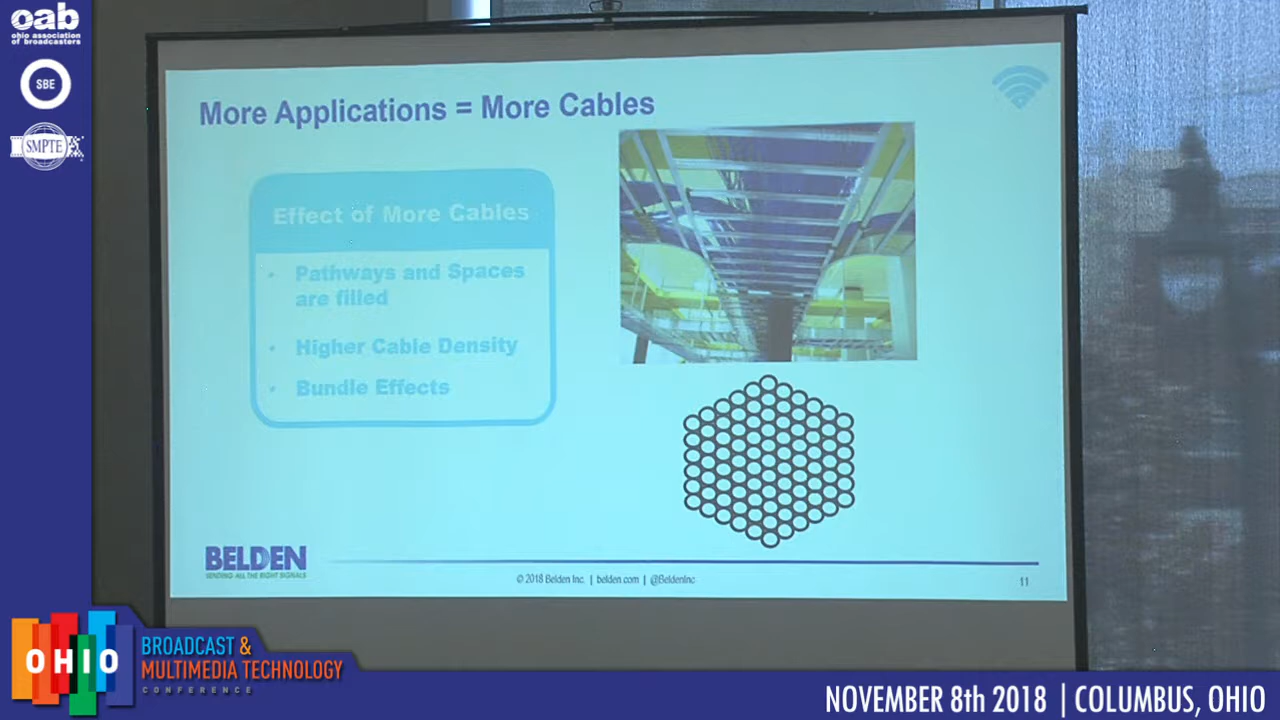 oab
ohio association
of broadcasters
SBE
SMPTE
More Applications = More Cables
Effect of More Cables
• Pathways and Spaces
are filled
• Higher Cable Density
• Bundle Effects
BELDEN
SENDING ALL THE RIGHT SIGNALS
© 2018 Belden Inc. | belden.com | @BeldenInc
11
OHIO
BROADCAST &
MULTIMEDIA TECHNOLOGY
CONFERENCE
NOVEMBER 8th 2018 | COLUMBUS, OHIO